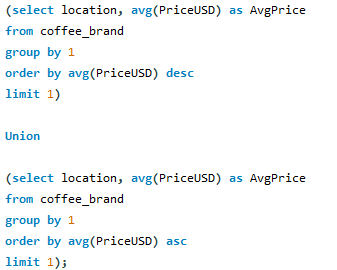 (select location, avg(PriceUSD) as AvgPrice
from coffee_brand
group by 1
order by avg(PriceUSD) desc
limit 1)
Union
(select location, avg(PriceUSD) as AvgPrice
from coffee_brand
group by 1
order by avg(PriceUSD) asc
limit 1);